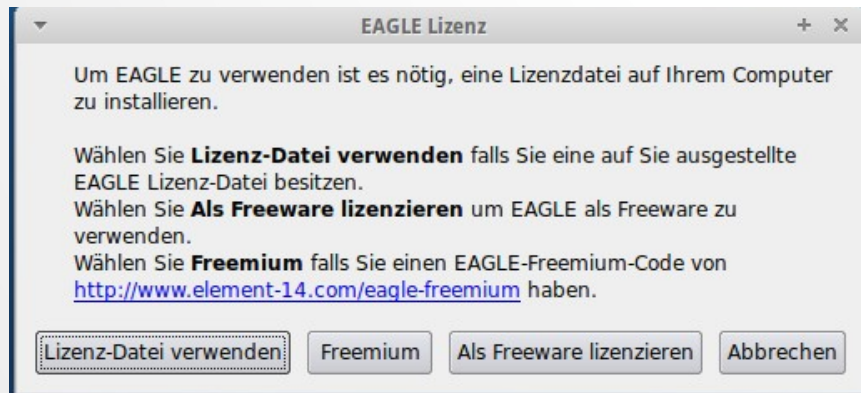 EAGLE Lizenz
Um EAGLE zu verwenden ist es nötig, eine Lizenzdatei auf Ihrem Computer
zu installieren.
Wählen Sie Lizenz-Datei verwenden falls Sie eine auf Sie ausgestellte
EAGLE Lizenz-Datei besitzen.
Wählen Sie Als Freeware lizenzieren um EAGLE als Freeware zu
verwenden.
Wählen Sie Freemium falls Sie einen EAGLE-Freemium-Code von
http://www.element-14.com/eagle-freemium haben.
Lizenz-Datei verwenden Freemium Als Freeware lizenzieren Abbrechen